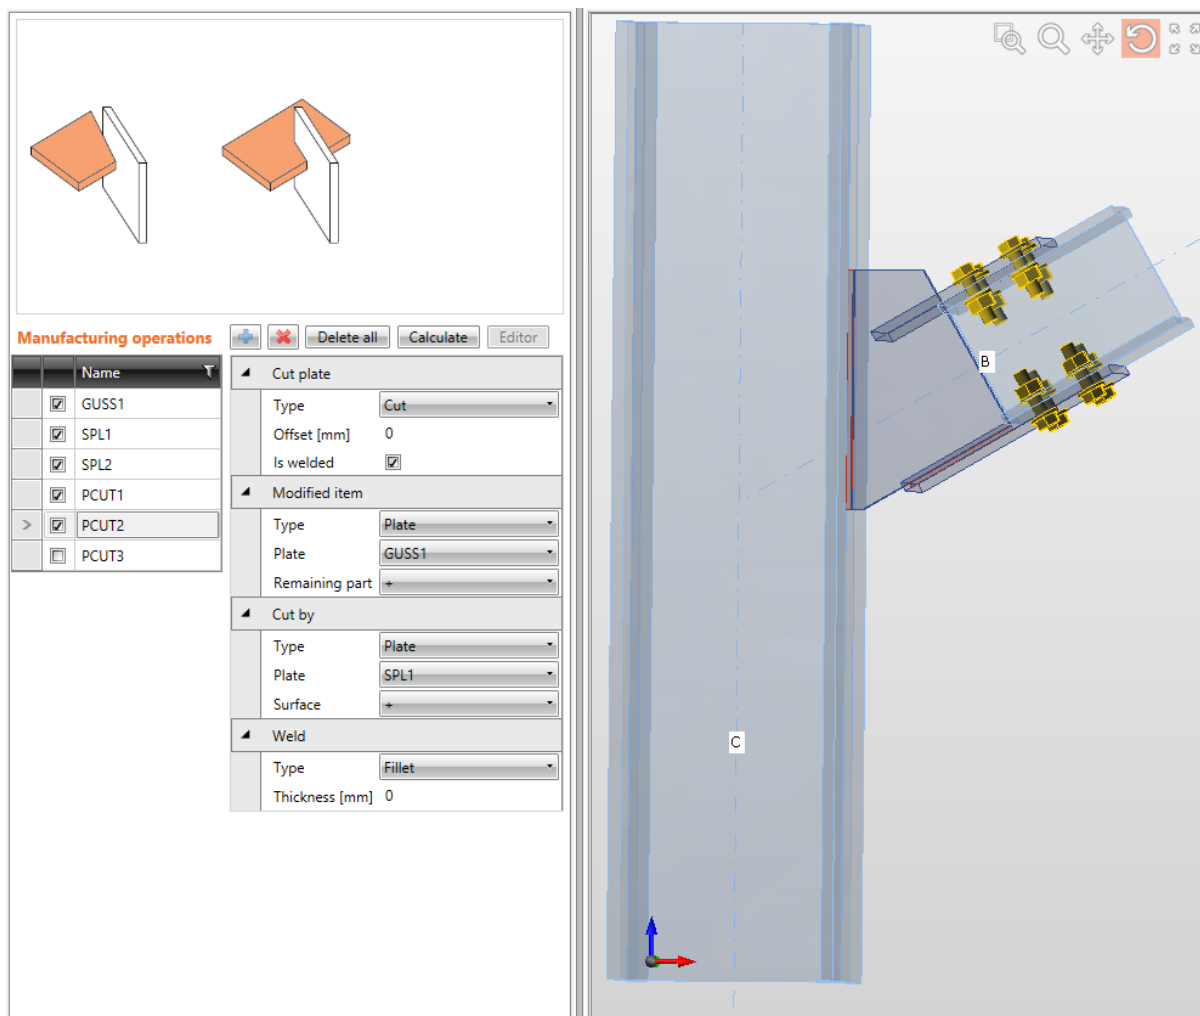 Manufacturing operations
Delete all
Calculate
Editor
Name
GUSS1
SPL1
SPL2
PCUT1
> PCUT2
PCUT3
Cut plate
Type Cut
Offset [mm] 0
Is welded
Modified item
Type Plate
Plate GUSS1
Remaining part +
Cut by
Type Plate
Plate SPL1
Surface +
Weld
Type Fillet
Thickness [mm] 0
B
C